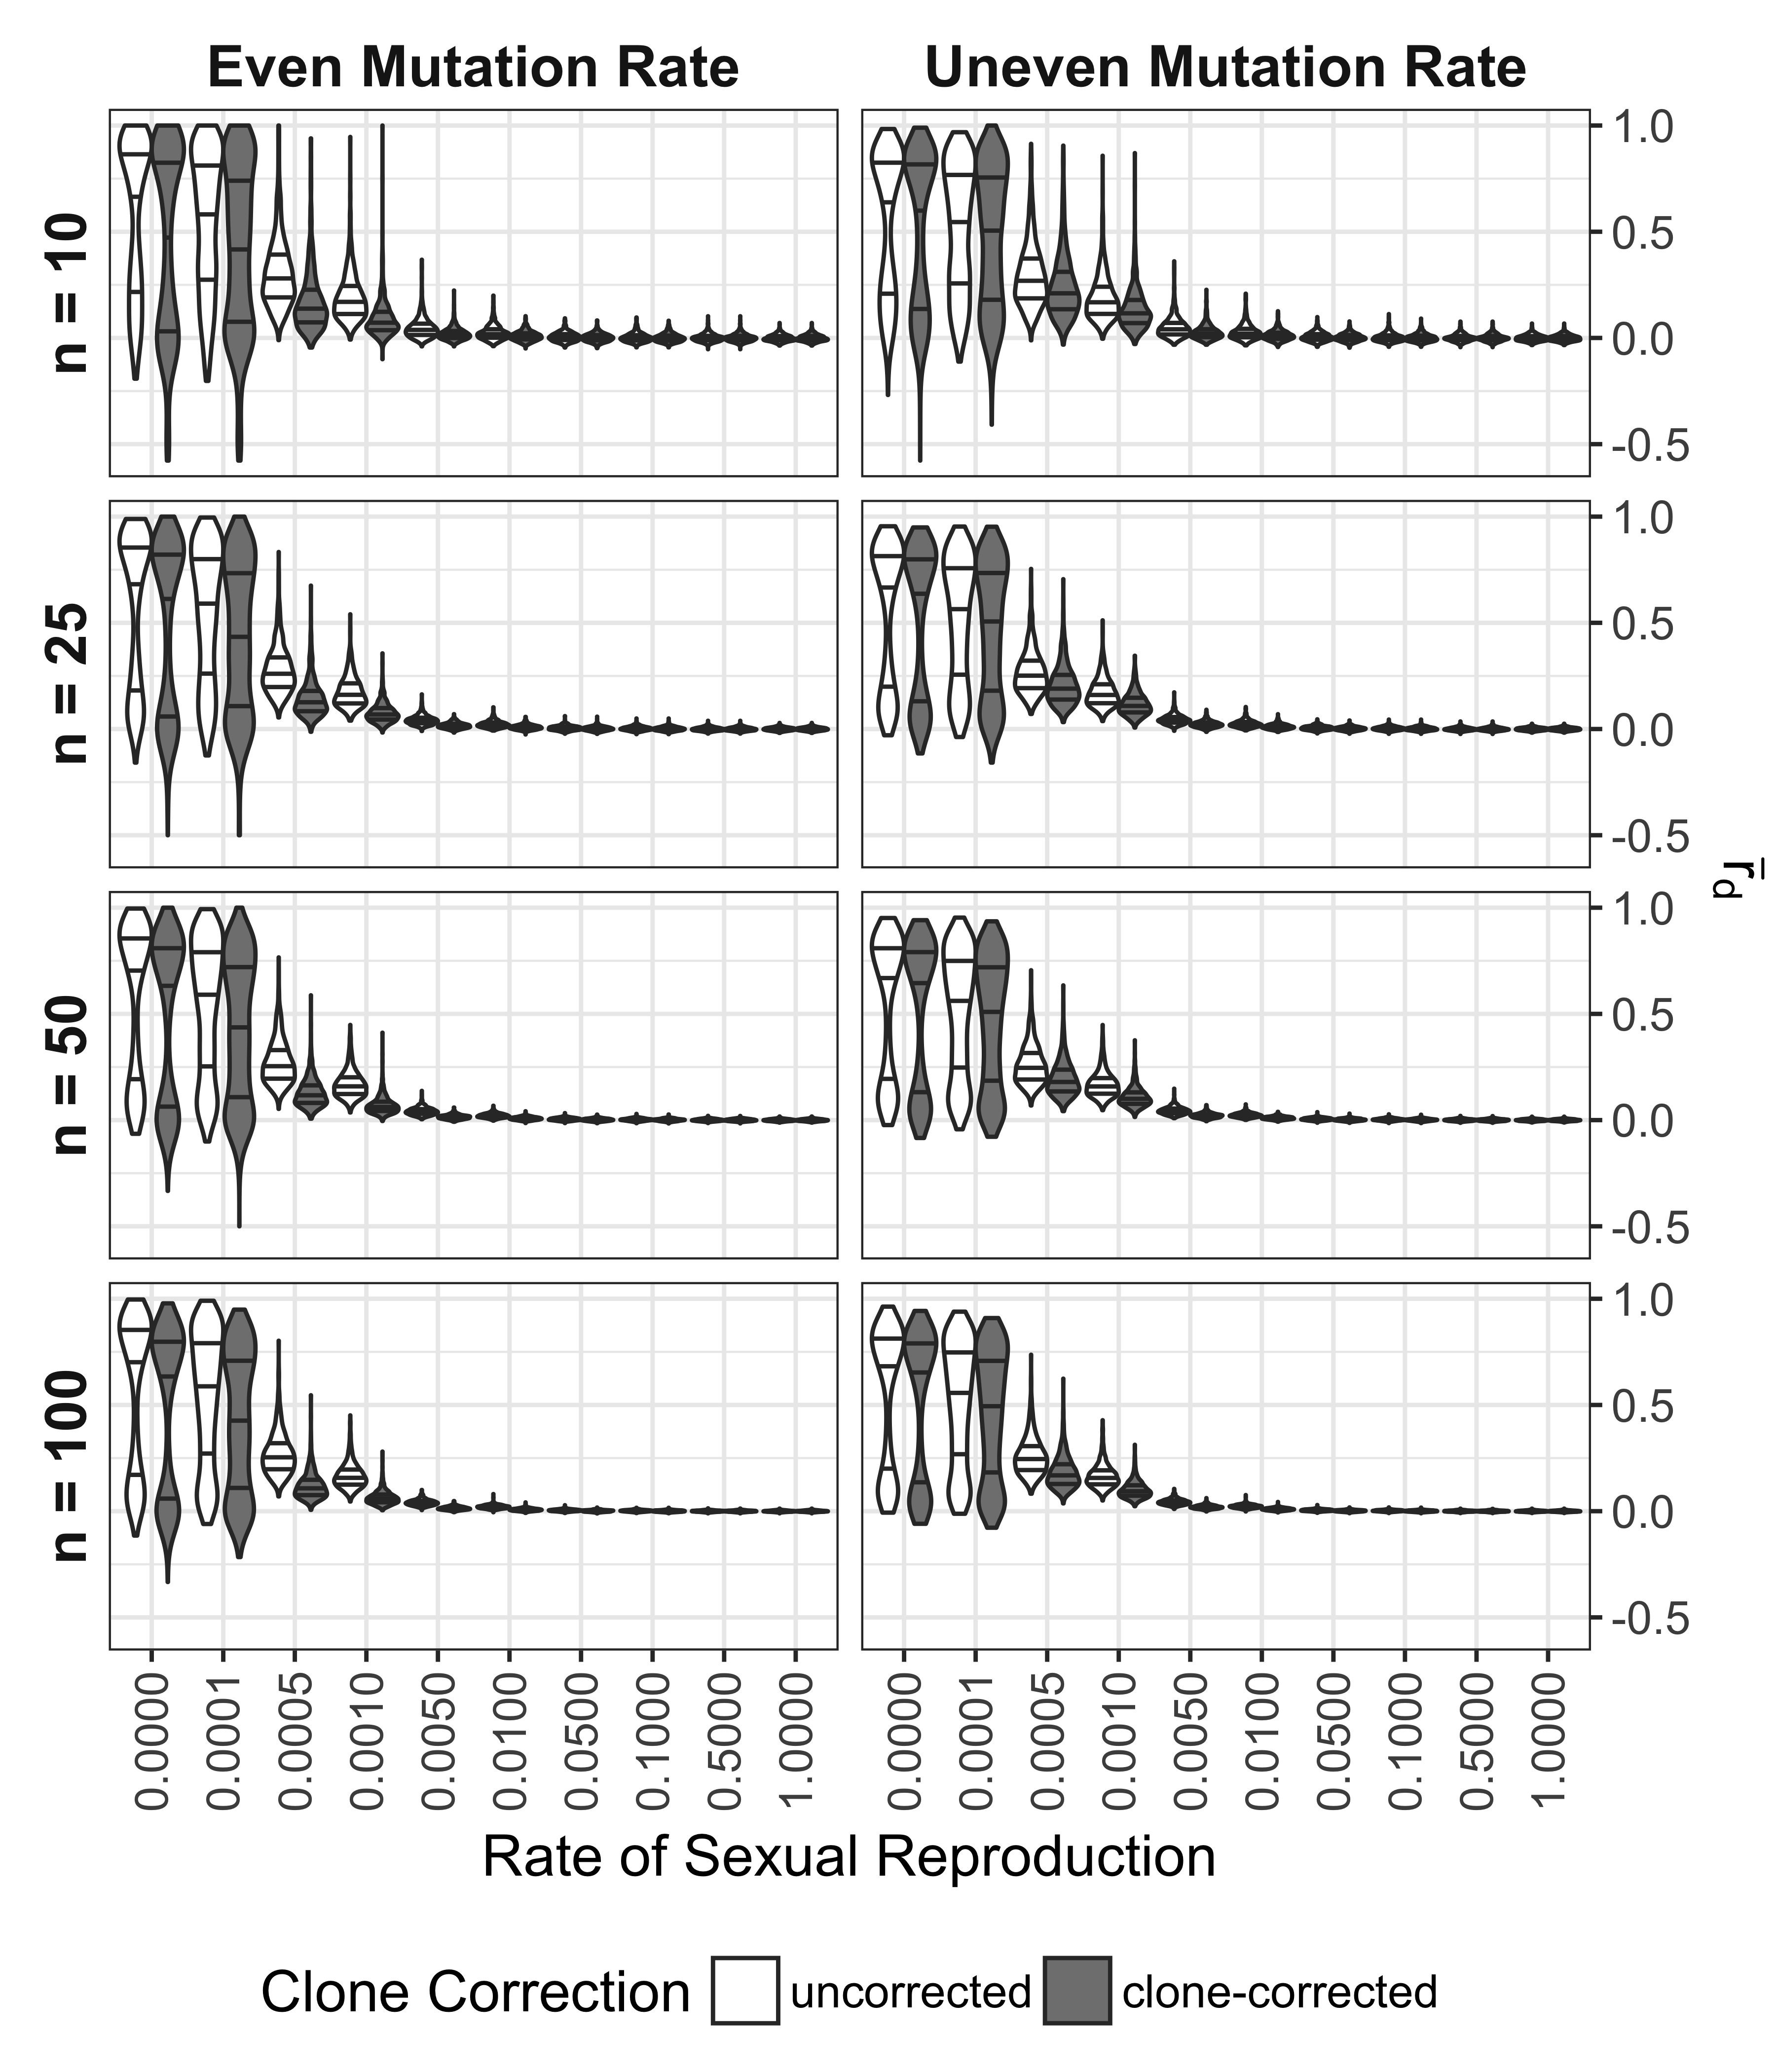 Even Mutation Rate
Uneven Mutation Rate
n = 10
1.0
0.5
0.0
-0.5
n = 25
1.0
0.5
0.0
-0.5
n = 50
1.0
0.5
0.0
-0.5
n = 100
1.0
0.5
0.0
-0.5
r̄d
0.0000 0.0001 0.0005 0.0010 0.0050 0.0100 0.0500 0.1000 0.5000 1.0000
0.0000 0.0001 0.0005 0.0010 0.0050 0.0100 0.0500 0.1000 0.5000 1.0000
Rate of Sexual Reproduction
Clone Correction uncorrected clone-corrected